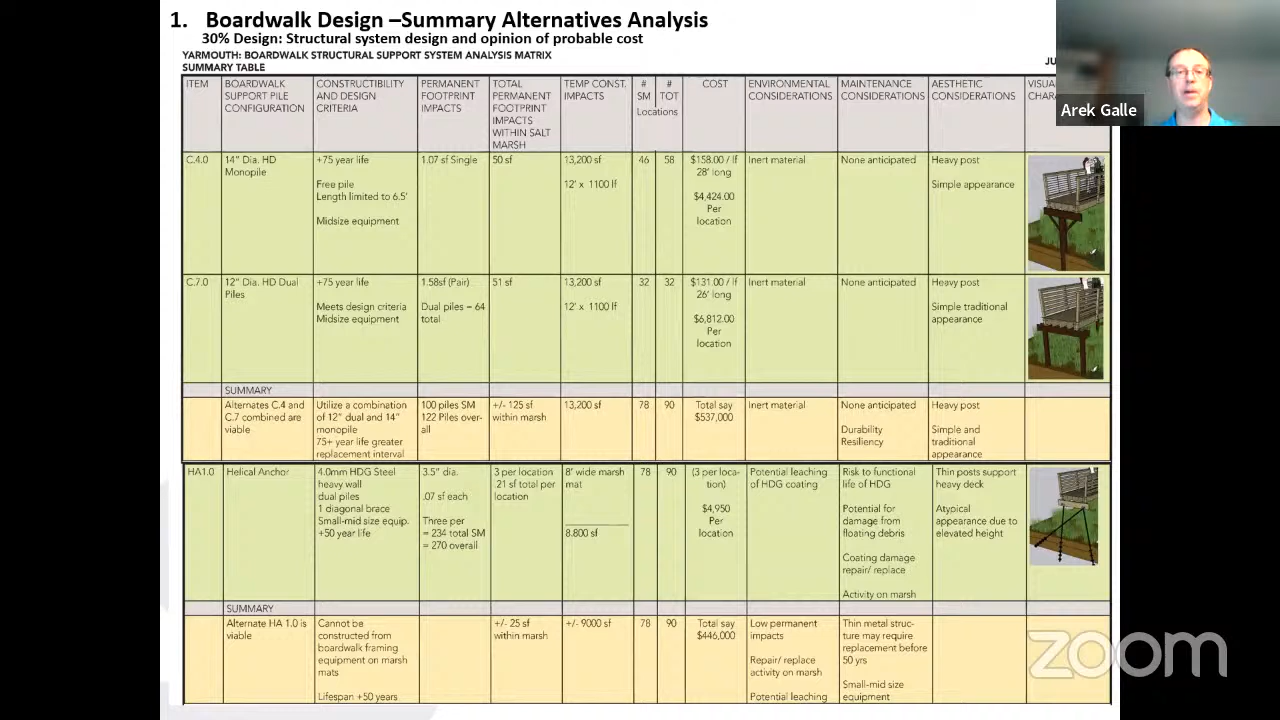 1. Boardwalk Design –Summary Alternatives Analysis
30% Design: Structural system design and opinion of probable cost
YARMOUTH: BOARDWALK STRUCTURAL SUPPORT SYSTEM ANALYSIS MATRIX
SUMMARY TABLE
JU
Arek Galle
ITEM
BOARDWALK
SUPPORT PILE
CONFIGURATION
CONSTRUCTIBILITY
AND DESIGN
CRITERIA
PERMANENT
FOOTPRINT
IMPACTS
TOTAL
PERMANENT
FOOTPRINT
IMPACTS
WITHIN SALT
MARSH
TEMP CONST.
IMPACTS
#
SM
#
TOT
Locations
COST
ENVIRONMENTAL
CONSIDERATIONS
MAINTENANCE
CONSIDERATIONS
AESTHETIC
CONSIDERATIONS
VISUA
CHARA
C.4.0
14" Dia. HD
Monopile
+75 year life
Free pile
Length limited to 6.5'
Midsize equipment
1.07 sf Single
50 sf
13,200 sf
12' x 1100 lf
46
58
$158.00 / lf
28' long
$4,424.00
Per
location
Inert material
None anticipated
Heavy post
Simple appearance
C.7.0
12" Dia. HD Dual
Piles
+75 year life
Meets design criteria
Midsize equipment
1.58sf (Pair)
Dual piles = 64
total
51 sf
13,200 sf
12' x 1100 lf
32
32
$131.00 / lf
26' long
$6,812.00
Per
location
Inert material
None anticipated
Heavy post
Simple traditional
appearance
SUMMARY
Alternates C.4 and
C.7 combined are
viable
Utilize a combination
of 12" dual and 14"
monopile
75+ year life greater
replacement interval
100 piles SM
122 Piles over-
all
+/- 125 sf
within marsh
13,200 sf
78
90
Total say
$537,000
Inert material
None anticipated
Durability
Resiliency
Heavy post
Simple and
traditional
appearance
HA1.0
Helical Anchor
4.0mm HDG Steel
heavy wall
dual piles
1 diagonal brace
Small-mid size equip.
+50 year life
3.5" dia.
.07 sf each
Three per
= 234 total SM
= 270 overall
3 per location
.21 sf total per
location
8' wide marsh
mat
8.800 sf
78
90
(3 per loca-
tion)
$4,950
Per
location
Potential leaching
of HDG coating
Risk to functional
life of HDG
Potential for
damage from
floating debris
Coating damage
repair/ replace
Activity on marsh
Thin posts support
heavy deck
Atypical
appearance due to
elevated height
SUMMARY
Alternate HA 1.0 is
viable
Cannot be
constructed from
boardwalk framing
equipment on marsh
mats
Lifespan +50 years
+/- 25 sf
within marsh
+/- 9000 sf
78
90
Total say
$446,000
Low permanent
impacts
Repair/ replace
activity on marsh
Potential leaching
Thin metal struc-
ture may require
replacement before
50 yrs
Small-mid size
equipment
zoom